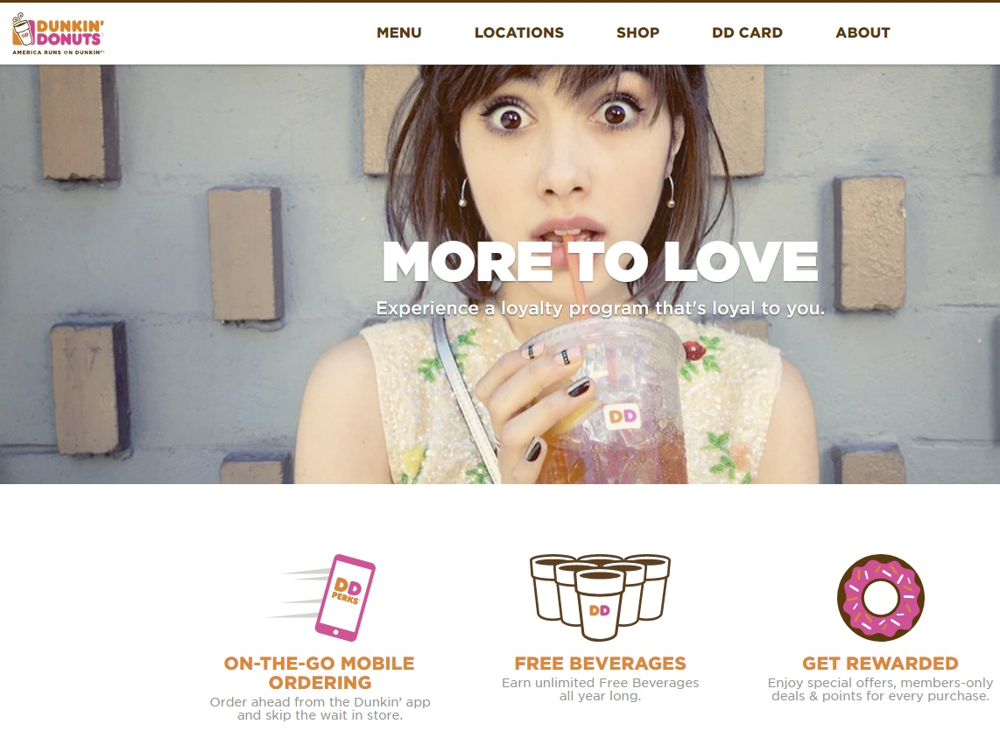 DUNKIN'
DONUTS
AMERICA RUNS ON DUNKIN'
MENU
LOCATIONS
SHOP
DD CARD
ABOUT
MORE TO LOVE
Experience a loyalty program that's loyal to you.
DD
DD
PERKS
DD
ON-THE-GO MOBILE
ORDERING
Order ahead from the Dunkin’ app
and skip the wait in store.
FREE BEVERAGES
Earn unlimited Free Beverages
all year long.
GET REWARDED
Enjoy special offers, members-only
deals & points for every purchase.